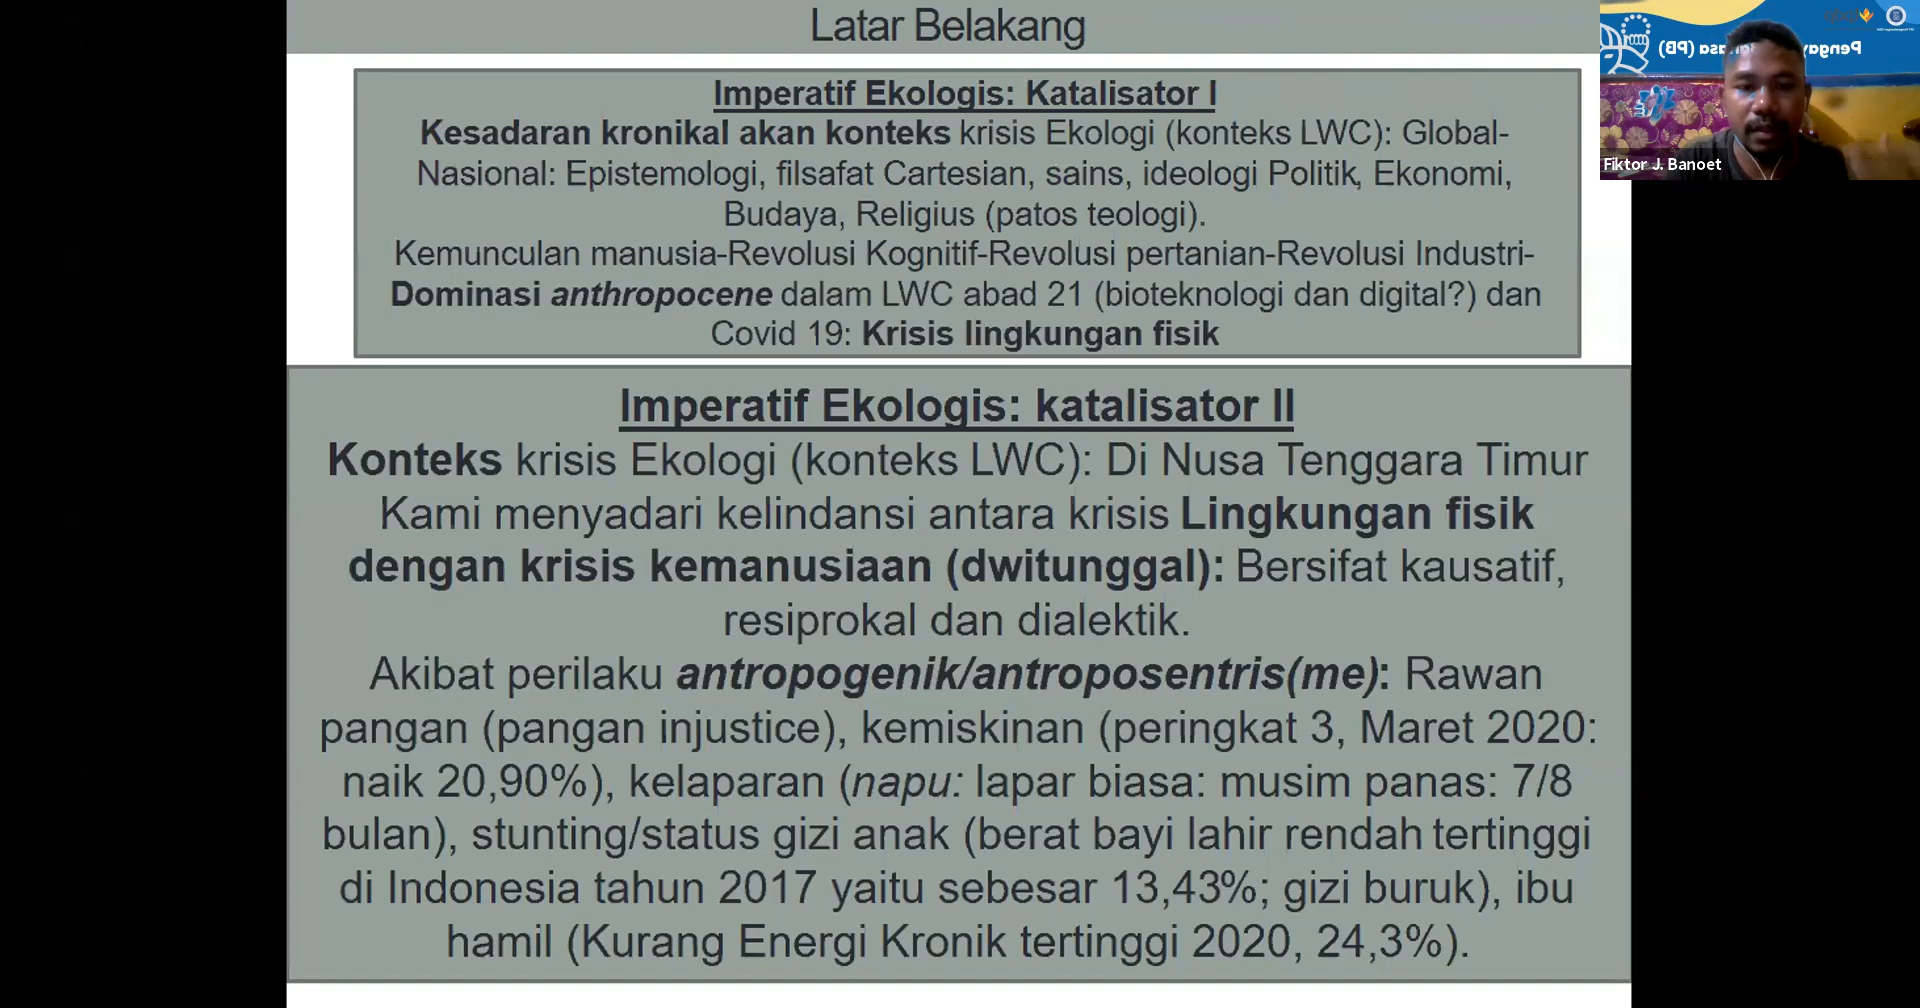 Latar Belakang
Imperatif Ekologis: Katalisator I
Kesadaran kronikal akan konteks krisis Ekologi (konteks LWC): Global-
Nasional: Epistemologi, filsafat Cartesian, sains, ideologi Politik, Ekonomi,
Budaya, Religius (patos teologi).
Kemunculan manusia-Revolusi Kognitif-Revolusi pertanian-Revolusi Industri-
Dominasi anthropocene dalam LWC abad 21 (bioteknologi dan digital?) dan
Covid 19: Krisis lingkungan fisik
Imperatif Ekologis: katalisator II
Konteks krisis Ekologi (konteks LWC): Di Nusa Tenggara Timur
Kami menyadari kelindansi antara krisis Lingkungan fisik
dengan krisis kemanusiaan (dwitunggal): Bersifat kausatif,
resiprokal dan dialektik.
Akibat perilaku antropogenik/antroposentris(me): Rawan
pangan (pangan injustice), kemiskinan (peringkat 3, Maret 2020:
naik 20,90%), kelaparan (napu: lapar biasa: musim panas: 7/8
bulan), stunting/status gizi anak (berat bayi lahir rendah tertinggi
di Indonesia tahun 2017 yaitu sebesar 13,43%; gizi buruk), ibu
hamil (Kurang Energi Kronik tertinggi 2020, 24,3%).
(PB)
Fiktor J. Banoet